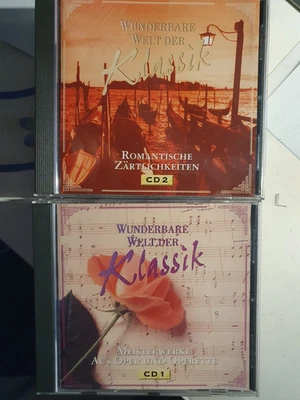 WUNDERBARE
WELT DER
Klassik
ROMANTISCHE
ZÄRTLICHKEITEN
CD 2
WUNDERBARE
WELT DER
Klassik
MEISTERWERKE
AUS OPER UND OPERETTE
CD 1